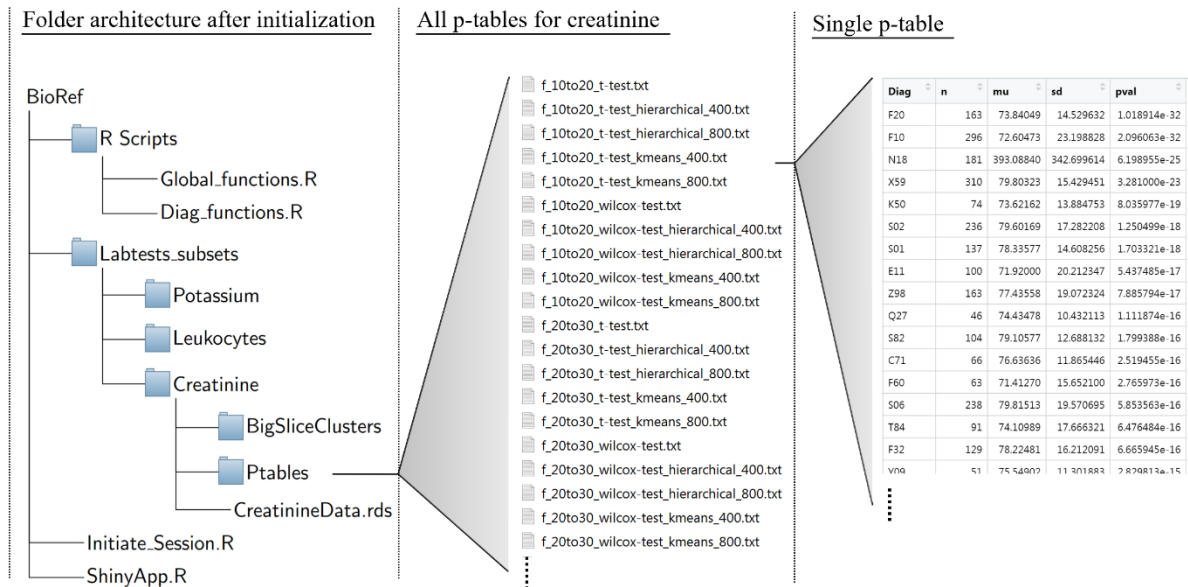 Folder architecture after initialization
BioRef
R Scripts
Global_functions.R
Diag_functions.R
Labtests_subsets
Potassium
Leukocytes
Creatinine
BigSliceClusters
Ptables
CreatinineData.rds
Initiate_Session.R
ShinyApp.R
All p-tables for creatinine
f_10to20_t-test.txt
f_10to20_t-test_hierarchical_400.txt
f_10to20_t-test_hierarchical_800.txt
f_10to20_t-test_kmeans_400.txt
f_10to20_t-test_kmeans_800.txt
f_10to20_wilcox-test.txt
f_10to20_wilcox-test_hierarchical_400.txt
f_10to20_wilcox-test_hierarchical_800.txt
f_10to20_wilcox-test_kmeans_400.txt
f_10to20_wilcox-test_kmeans_800.txt
f_20to30_t-test.txt
f_20to30_t-test_hierarchical_400.txt
f_20to30_t-test_hierarchical_800.txt
f_20to30_t-test_kmeans_400.txt
f_20to30_t-test_kmeans_800.txt
f_20to30_wilcox-test.txt
f_20to30_wilcox-test_hierarchical_400.txt
f_20to30_wilcox-test_hierarchical_800.txt
f_20to30_wilcox-test_kmeans_400.txt
f_20to30_wilcox-test_kmeans_800.txt
Single p-table
Diag n mu sd pval
F20 163 73.84049 14.529632 1.018914e-32
F10 296 72.60473 23.198828 2.096063e-32
N18 181 393.08840 342.699614 6.198955e-25
X59 310 79.80323 15.429451 3.281000e-23
K50 74 73.62162 13.884753 8.035977e-19
S02 236 79.60169 17.282208 1.250499e-18
S01 137 78.33577 14.608256 1.703321e-18
E11 100 71.92000 20.212347 5.437485e-17
Z98 163 77.43558 19.072324 7.885794e-17
Q27 46 74.43478 10.432113 1.111874e-16
S82 104 79.10577 12.688132 1.799388e-16
C71 66 76.63636 11.865446 2.519455e-16
F60 63 71.41270 15.652100 2.765973e-16
S06 238 79.81513 19.570695 5.853563e-16
T84 91 74.10989 17.666321 6.476484e-16
F32 129 78.22481 16.212091 6.665945e-16
Y09 51 75.54902 11.301883 2.829813e-15